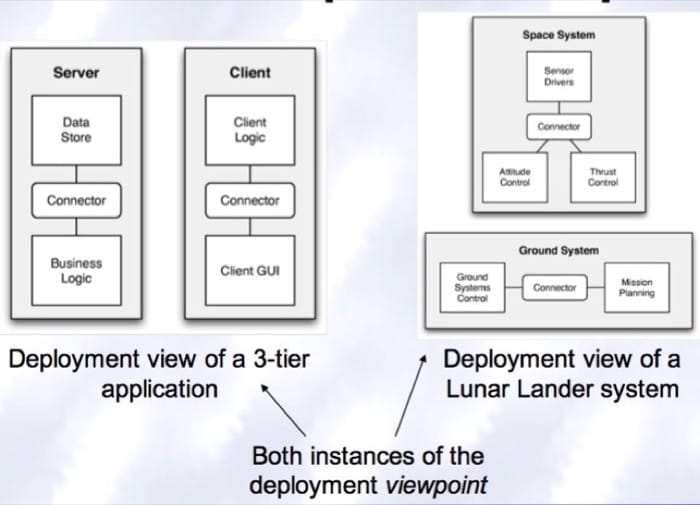 Server
Data
Store
Connector
Business
Logic
Client
Client
Logic
Connector
Client GUI
Space System
Sensor
Drivers
Connector
Attitude
Control
Thrust
Control
Ground System
Ground
Systems
Control
Connector
Mission
Planning
Deployment view of a 3-tier
application
Deployment view of a
Lunar Lander system
Both instances of the
deployment viewpoint